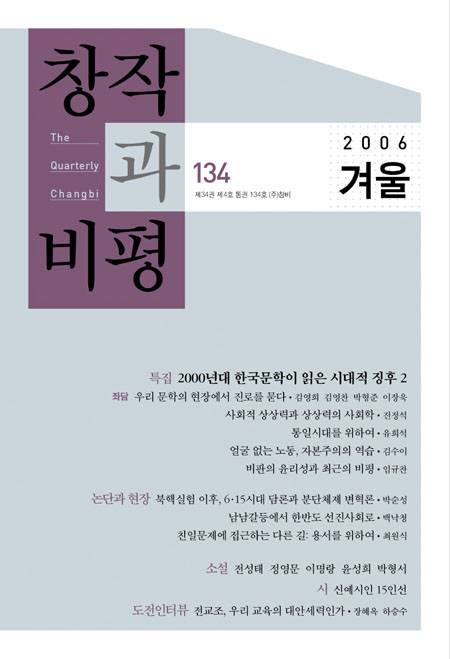 창작
The
Quarterly
Changbi
과
비평
134
제34권 제4호 통권 134호 (주)창비
2006
겨울
특집 2000년대 한국문학이 읽은 시대적 징후 2
좌담 우리 문학의 현장에서 진로를 묻다 • 김영희 김영찬 박형준 이장욱
사회적 상상력과 상상력의 사회학 • 진정석
통일시대를 위하여 • 유희석
얼굴 없는 노동, 자본주의의 역습 • 김수이
비판의 윤리성과 최근의 비평 • 임규찬
논단과 현장 북핵실험 이후, 6·15시대 담론과 분단체제 변혁론 • 박순성
남남갈등에서 한반도 선진사회로 • 백낙청
친일문제에 접근하는 다른 길: 용서를 위하여 • 최원식
소설 전성태 정영문 이명랑 윤성희 박형서
시 신예시인 15인선
도전인터뷰 전교조, 우리 교육의 대안세력인가 • 장혜옥 하승수